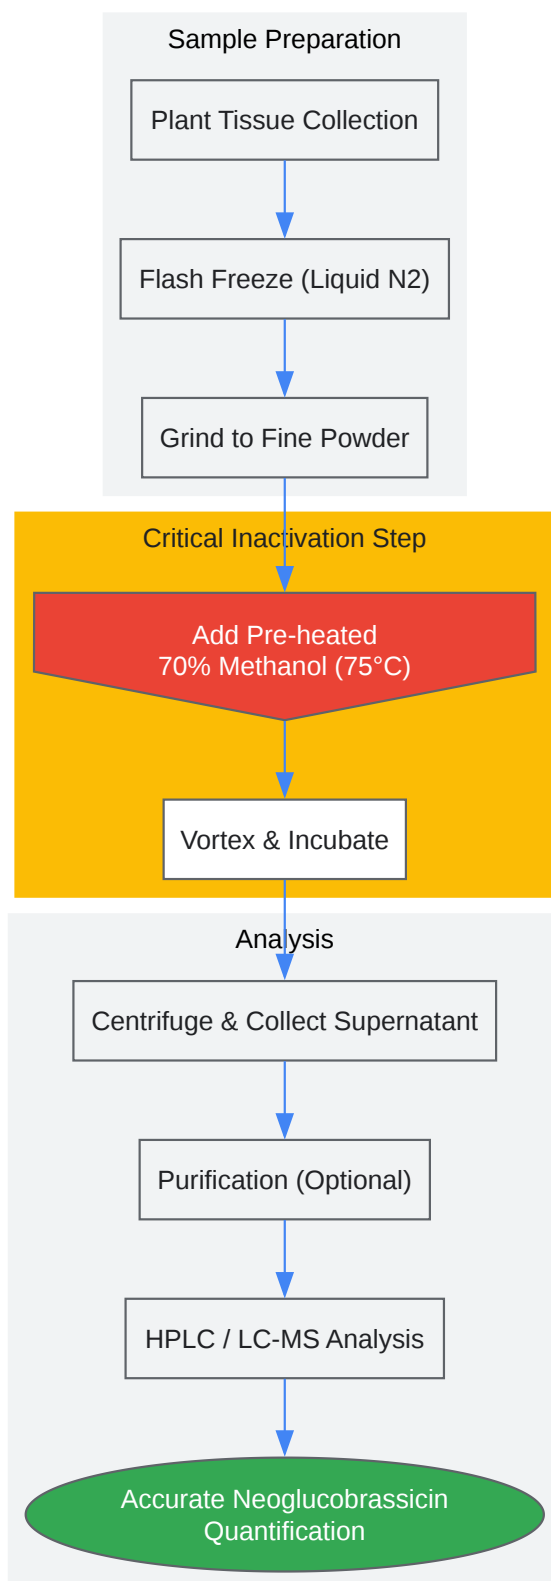 Sample Preparation
Plant Tissue Collection
Flash Freeze (Liquid N2)
Grind to Fine Powder
Critical Inactivation Step
Add Pre-heated
70% Methanol (75°C)
Vortex & Incubate
Analysis
Centrifuge & Collect Supernatant
Purification (Optional)
HPLC / LC-MS Analysis
Accurate Neoglucobrassicin
Quantification